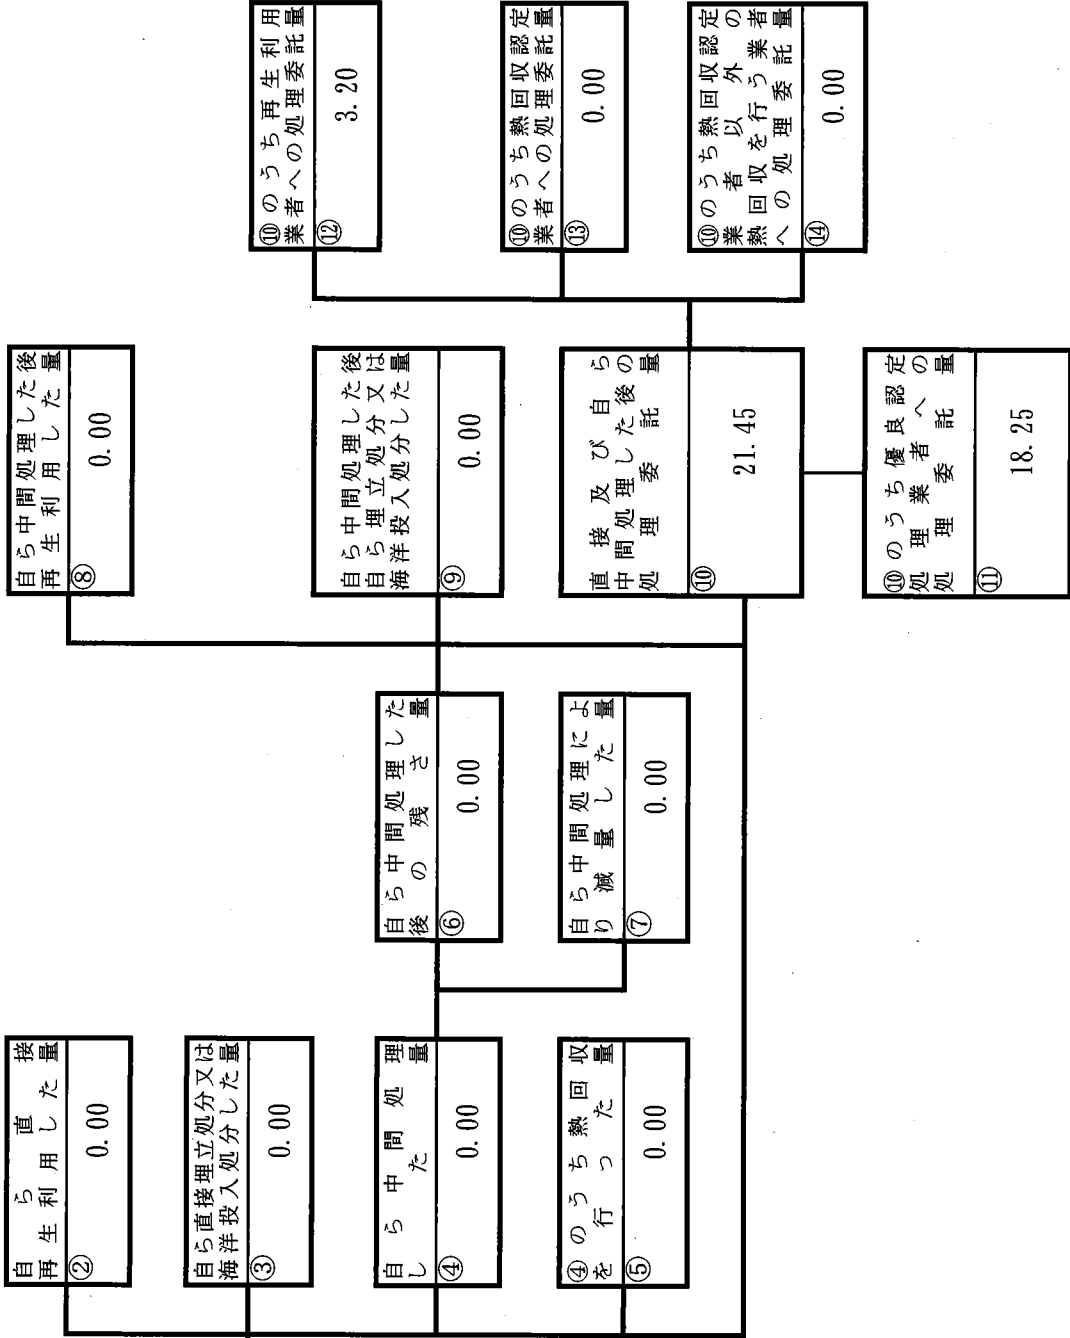 自ら直接
再生利用した量
②
0.00
自ら直接埋立処分又は
海洋投入処分した量
③
0.00
自ら中間処理
した量
④
0.00
④のうち熱回収
を行った量
⑤
0.00
自ら中間処理した
後の残さ量
⑥
0.00
自ら中間処理によ
り減量した量
⑦
0.00
自ら中間処理した後
再生利用した量
⑧
0.00
自ら中間処理した後
自ら埋立処分又は
海洋投入処分した量
⑨
0.00
直接及び自ら
中間処理した後の
処理委託量
⑩
21.45
⑩のうち優良認定
処理業者への
処理委託量
⑪
18.25
⑩のうち再生利用
業者への処理委託量
⑫
3.20
⑩のうち熱回収認定
業者への処理委託量
⑬
0.00
⑩のうち熱回収認定
業者以外の
熱回収を行う業者
への処理委託量
⑭
0.00